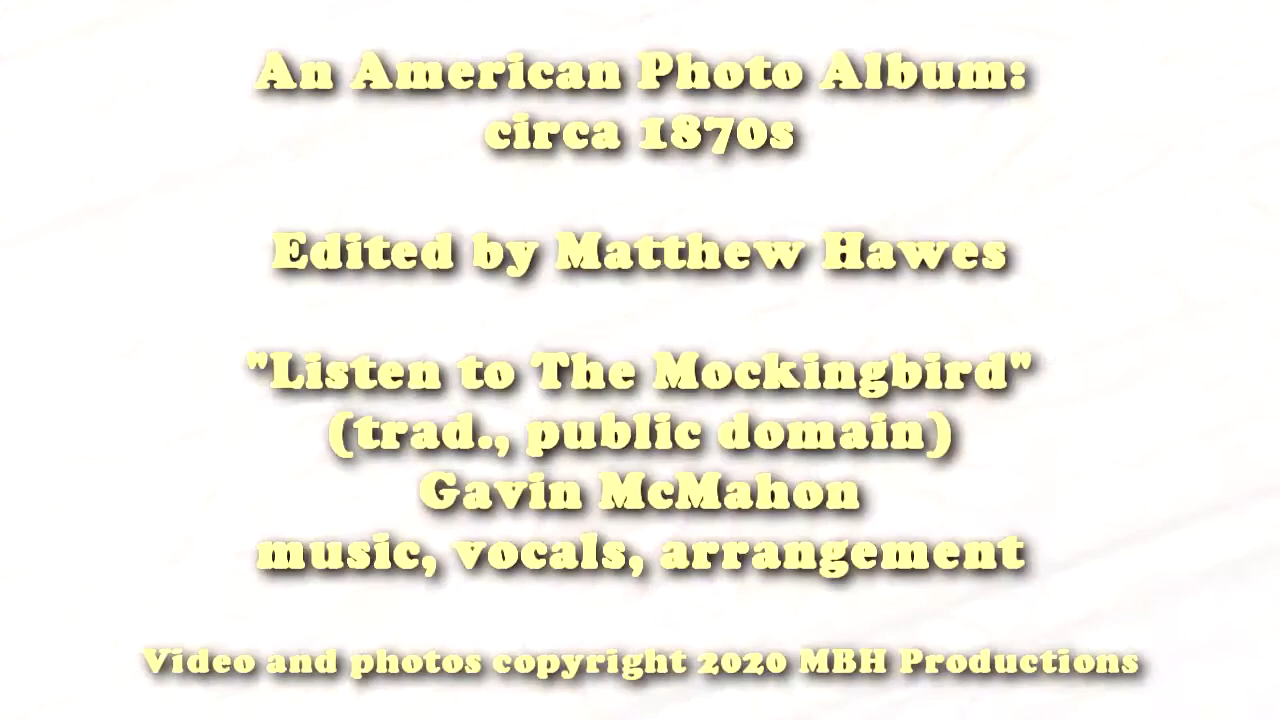 An American Photo Album:
circa 1870s
Edited by Matthew Hawes
"Listen to The Mockingbird"
(trad., public domain)
Gavin McMahon
music, vocals, arrangement
Video and photos copyright 2020 MBH Productions